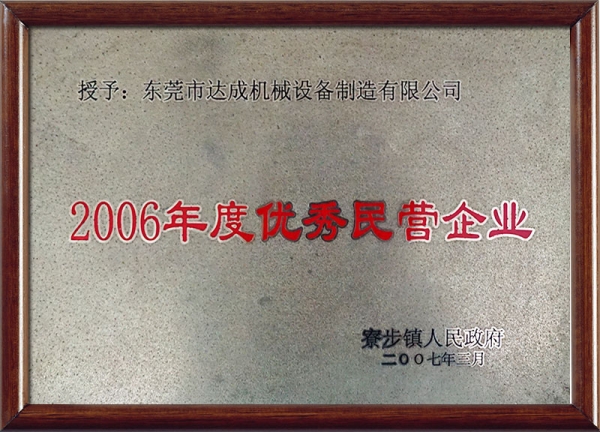 授予：东莞市达成机械设备制造有限公司
2006年度优秀民营企业
寮步镇人民政府
二〇〇七年三月